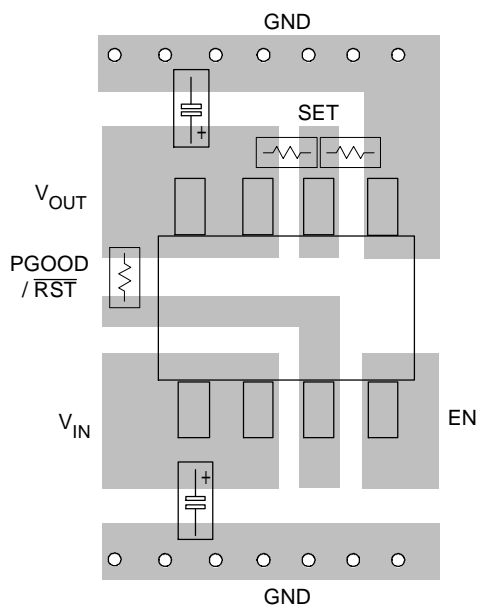 GND
+
SET
VOUT
PGOOD
/ RST
VIN
EN
+
GND